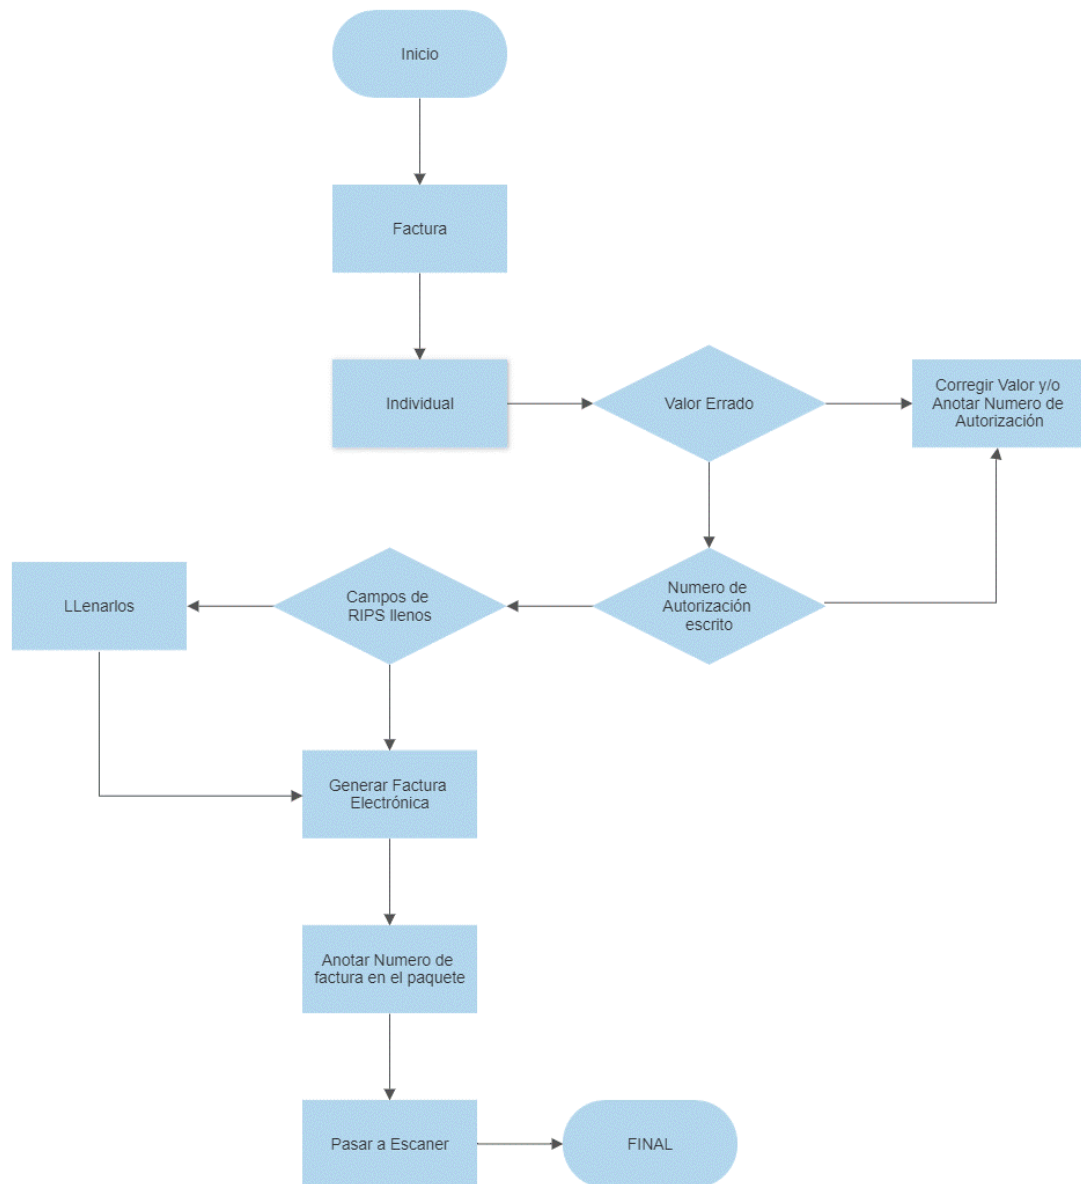 Inicio
Factura
Individual
Valor Errado
Corregir Valor y/o
Anotar Numero de
Autorización
LLenarlos
Campos de
RIPS llenos
Numero de
Autorización
escrito
Generar Factura
Electrónica
Anotar Numero de
factura en el paquete
Pasar a Escaner
FINAL